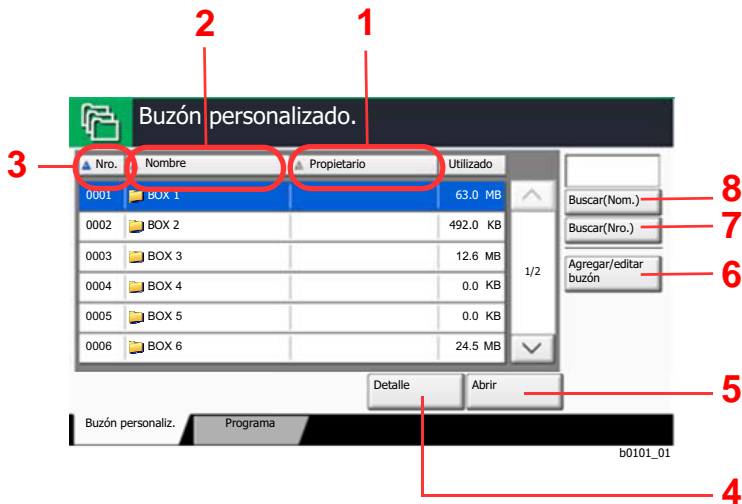 2 1
Buzón personalizado.
3 Nro. Nombre Propietario Utilizado
0001 BOX 1 63.0 MB
Buscar(Nom.) 8
0002 BOX 2 492.0 KB
Buscar(Nro.) 7
0003 BOX 3 12.6 MB
1/2
Agregar/editar
buzón
6
0004 BOX 4 0.0 KB
0005 BOX 5 0.0 KB
0006 BOX 6 24.5 MB
Detalle Abrir 5
Buzón personaliz. Programa
b0101_01
4